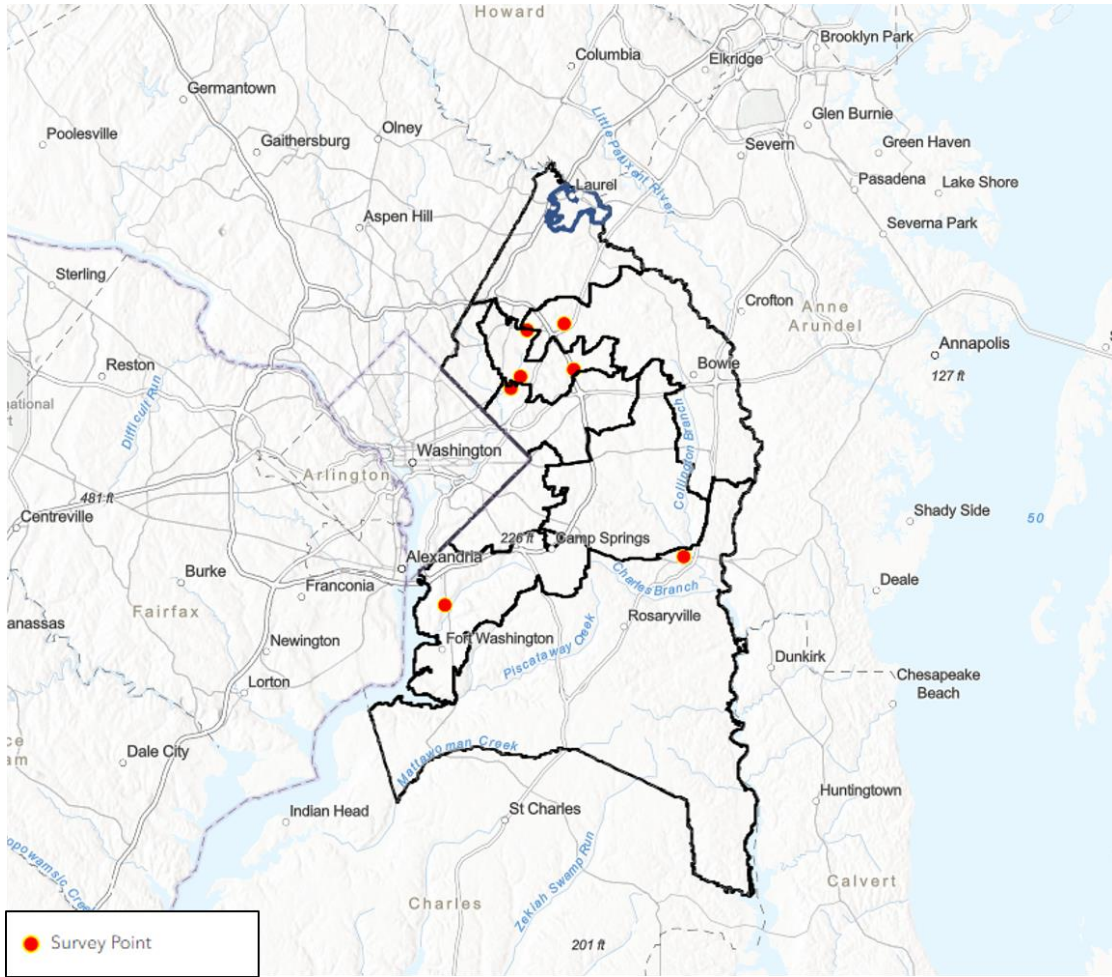 Howard
Brooklyn Park
Columbia
Elkridge
Germantown
Glen Burnie
Poolesville
Gaithersburg
Olney
Little Patuxent River
Severn
Green Haven
Laurel
Pasadena
Lake Shore
Aspen Hill
Severna Park
Sterling
Crofton
Anne
Arundel
Reston
Difficult Run
Bowie
Annapolis
127 ft
Washington
Collington Branch
Arlington
481 ft
Centreville
226 ft
Camp Springs
Shady Side
50
Alexandria
Burke
Franconia
Charles Branch
Deale
Fairfax
Rosaryville
Newington
Fort Washington
Piscataway Creek
Dunkirk
Lorton
Chesapeake
Beach
Dale City
Mattawoman Creek
Indian Head
St Charles
Huntingtown
Zekiah Swamp Run
Calvert
Charles
201 ft
Survey Point